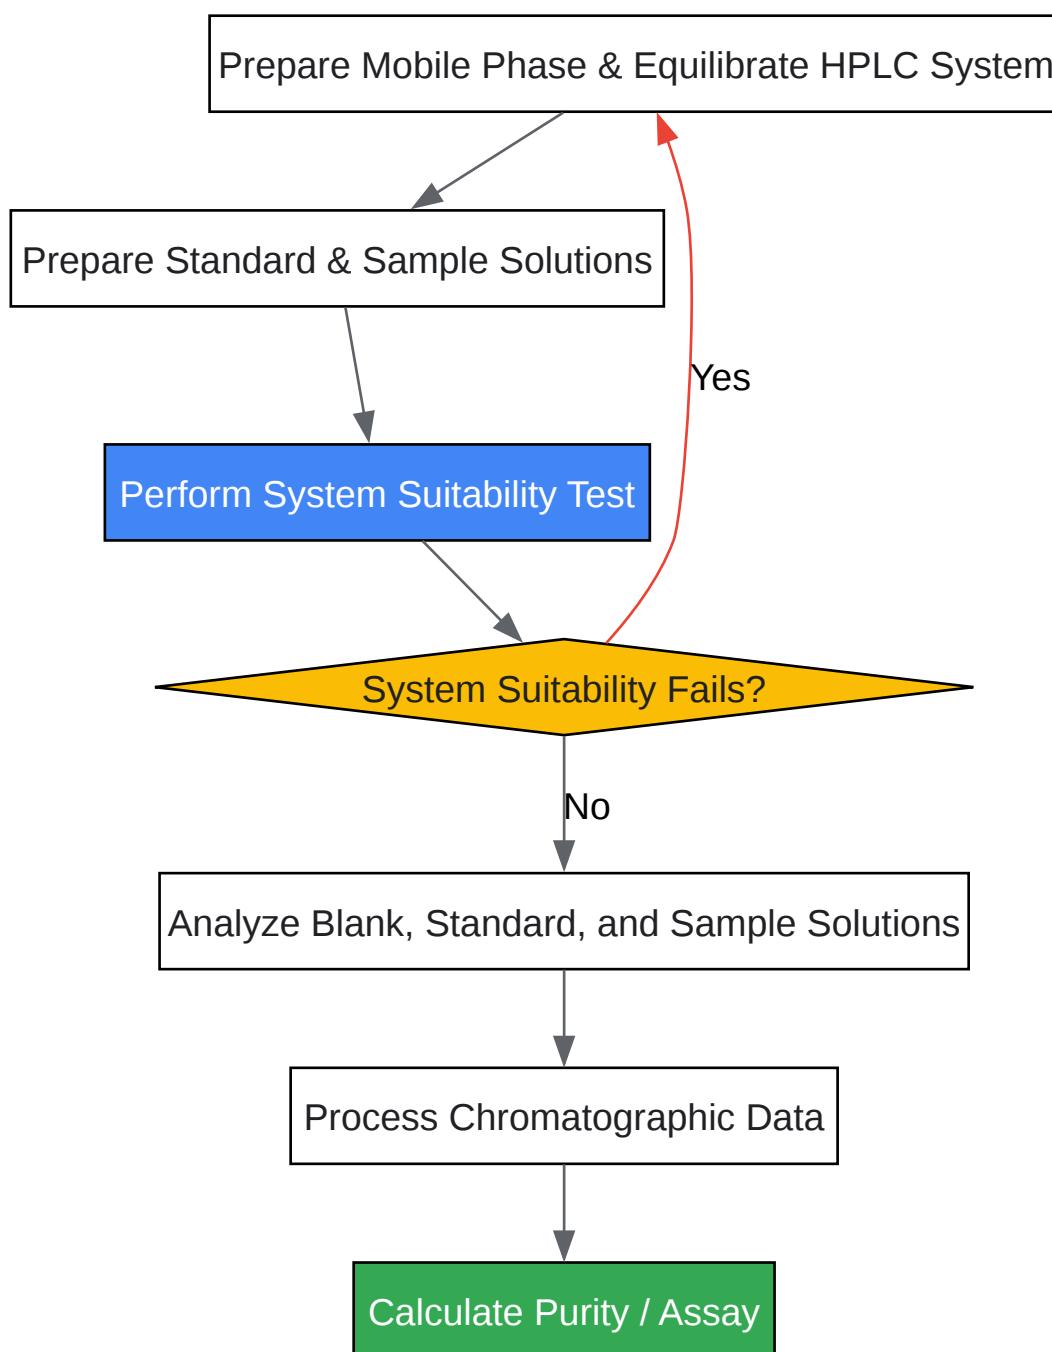 Prepare Mobile Phase & Equilibrate HPLC System
Prepare Standard & Sample Solutions
Yes
Perform System Suitability Test
System Suitability Fails?
No
Analyze Blank, Standard, and Sample Solutions
Process Chromatographic Data
Calculate Purity / Assay